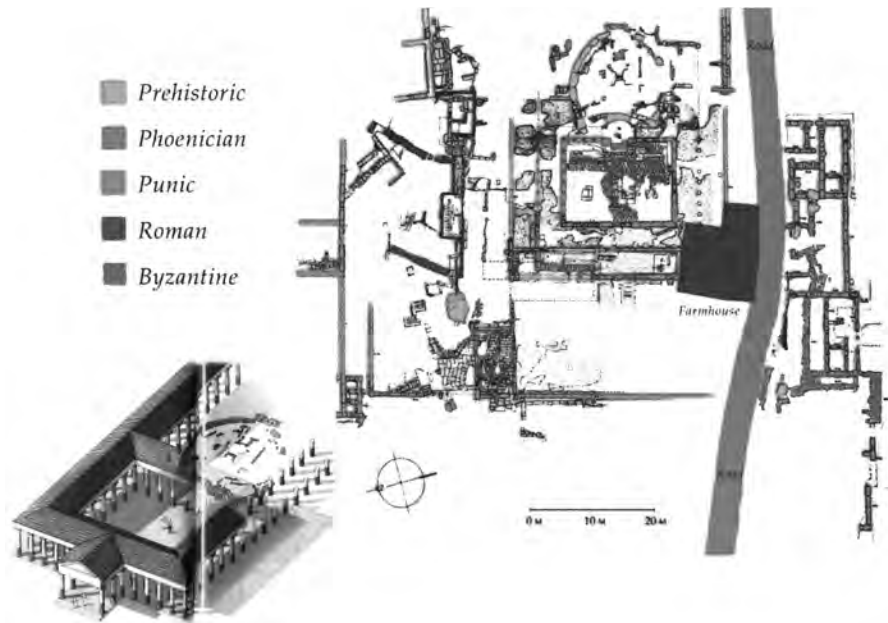 Prehistoric
Phoenician
Punic
Roman
Byzantine
Road
Farmhouse
0 M 10 M 20 M